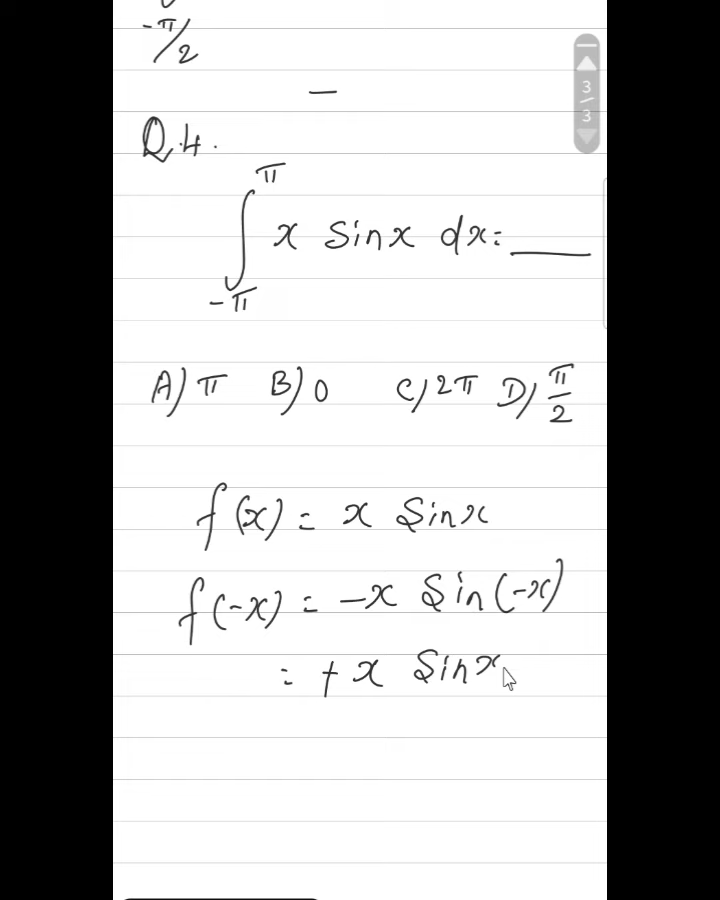 -π/2
3/3
Q.4.
∫_{-π}^{π} x sinx dx = ____
A) π B) 0 C) 2π D) π/2
f(x) = x sinx
f(-x) = -x sin(-x)
= + x sinx